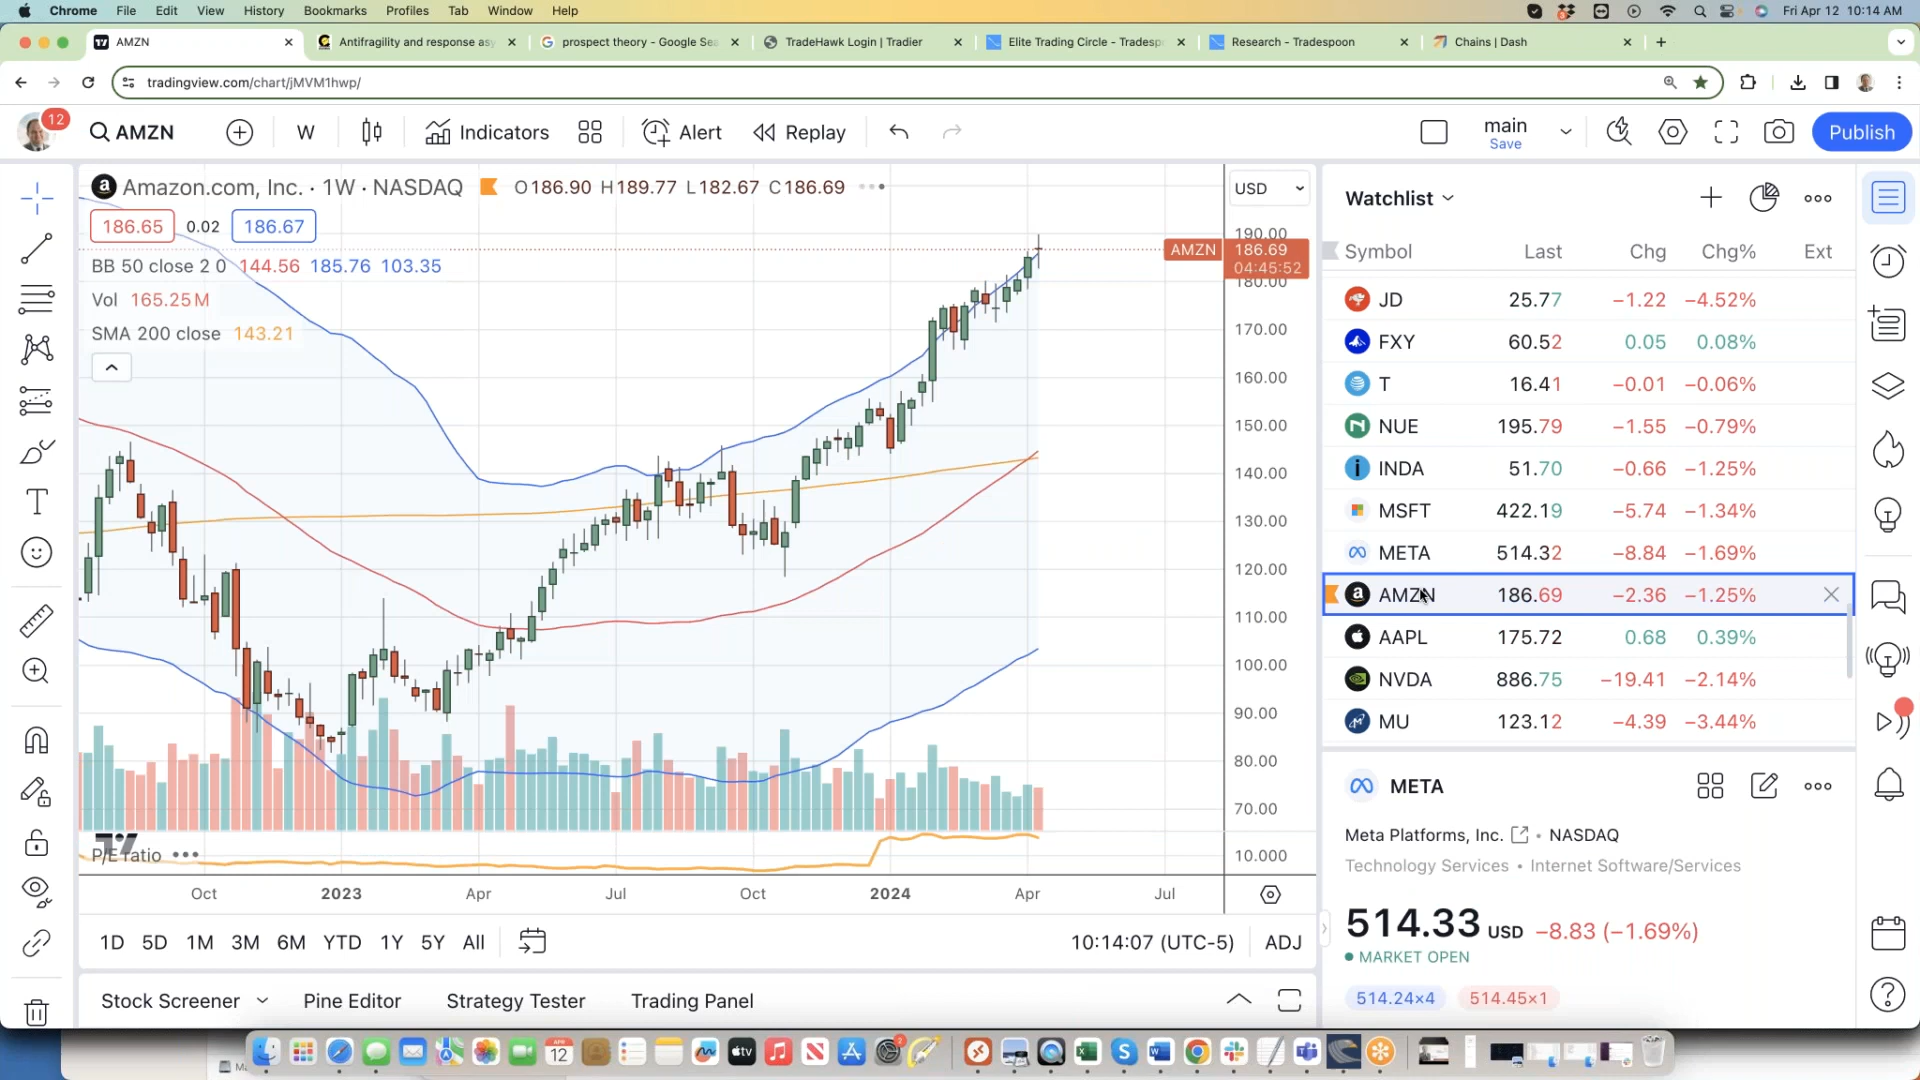 Chrome File Edit View History Bookmarks Profiles Tab Window Help Fri Apr 12 10:14 AM
AMZN Antifragility and response asy prospect theory - Google Sea TradeHawk Login | Tradier Elite Trading Circle - Tradesp Research - Tradespoon Chains | Dash
tradingview.com/chart/jMVM1hwp/
12 AMZN W Indicators Alert Replay main Save Publish
Amazon.com, Inc. · 1W · NASDAQ O186.90 H189.77 L182.67 C186.69 USD
186.65 0.02 186.67
BB 50 close 2 0 144.56 185.76 103.35
Vol 165.25M
SMA 200 close 143.21
190.00
AMZN 186.69
04:45:52
180.00
170.00
160.00
150.00
140.00
130.00
120.00
110.00
100.00
90.00
80.00
70.00
P/E ratio
10.000
Oct 2023 Apr Jul Oct 2024 Apr Jul
1D 5D 1M 3M 6M YTD 1Y 5Y All 10:14:07 (UTC-5) ADJ
Stock Screener Pine Editor Strategy Tester Trading Panel
Watchlist
Symbol Last Chg Chg% Ext
JD 25.77 −1.22 −4.52%
FXY 60.52 0.05 0.08%
T 16.41 −0.01 −0.06%
NUE 195.79 −1.55 −0.79%
INDA 51.70 −0.66 −1.25%
MSFT 422.19 −5.74 −1.34%
META 514.32 −8.84 −1.69%
AMZN 186.69 −2.36 −1.25%
AAPL 175.72 0.68 0.39%
NVDA 886.75 −19.41 −2.14%
MU 123.12 −4.39 −3.44%
META
Meta Platforms, Inc. • NASDAQ
Technology Services • Internet Software/Services
514.33 USD −8.83 (−1.69%)
MARKET OPEN
514.24×4 514.45×1
APR
12
tv
2